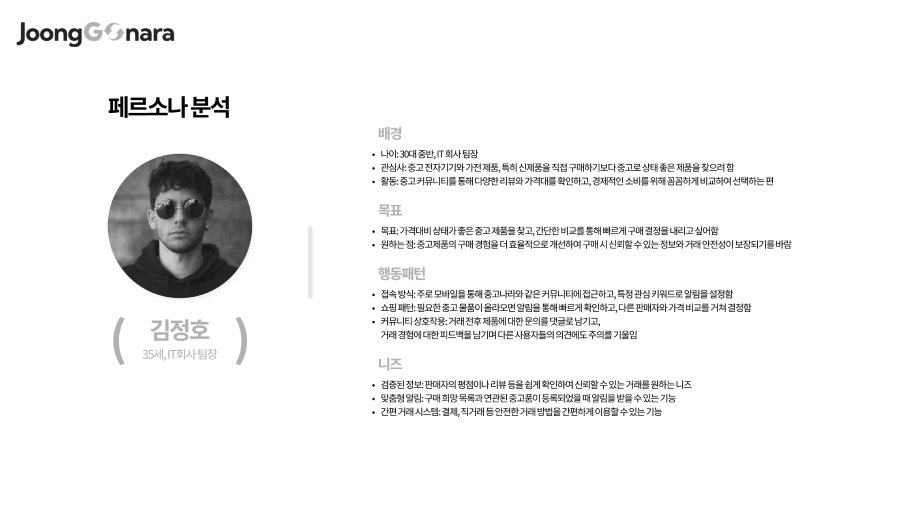 JoongGonara
페르소나 분석
김정호
35세, IT회사 팀장
배경
• 나이: 30대 중반, IT 회사 팀장
• 관심사: 중고 전자기기와 가전 제품, 특히 신제품을 직접 구매하기보다 중고로 상태 좋은 제품을 찾으려 함
• 활동: 중고 커뮤니티를 통해 다양한 리뷰와 가격대를 확인하고, 경제적인 소비를 위해 꼼꼼하게 비교하여 선택하는 편
목표
• 목표: 가격대비 상태가 좋은 중고 제품을 찾고, 간단한 비교를 통해 빠르게 구매 결정을 내리고 싶어함
• 원하는 점: 중고제품의 구매 경험을 더 효율적으로 개선하여 구매 시 신뢰할 수 있는 정보와 거래 안전성이 보장되기를 바람
행동패턴
• 접속 방식: 주로 모바일을 통해 중고나라와 같은 커뮤니티에 접근하고, 특정 관심 키워드로 알림을 설정함
• 쇼핑 패턴: 필요한 중고 물품이 올라오면 알림을 통해 빠르게 확인하고, 다른 판매자와 가격 비교를 거쳐 결정함
• 커뮤니티 상호작용: 거래 전후 제품에 대한 문의를 댓글로 남기고,
거래 경험에 대한 피드백을 남기며 다른 사용자들의 의견에도 주의를 기울임
니즈
• 검증된 정보: 판매자의 평점이나 리뷰 등을 쉽게 확인하여 신뢰할 수 있는 거래를 원하는 니즈
• 맞춤형 알림: 구매 희망 목록과 연관된 중고품이 등록되었을 때 알림을 받을 수 있는 기능
• 간편 거래 시스템: 결제, 직거래 등 안전한 거래 방법을 간편하게 이용할 수 있는 기능